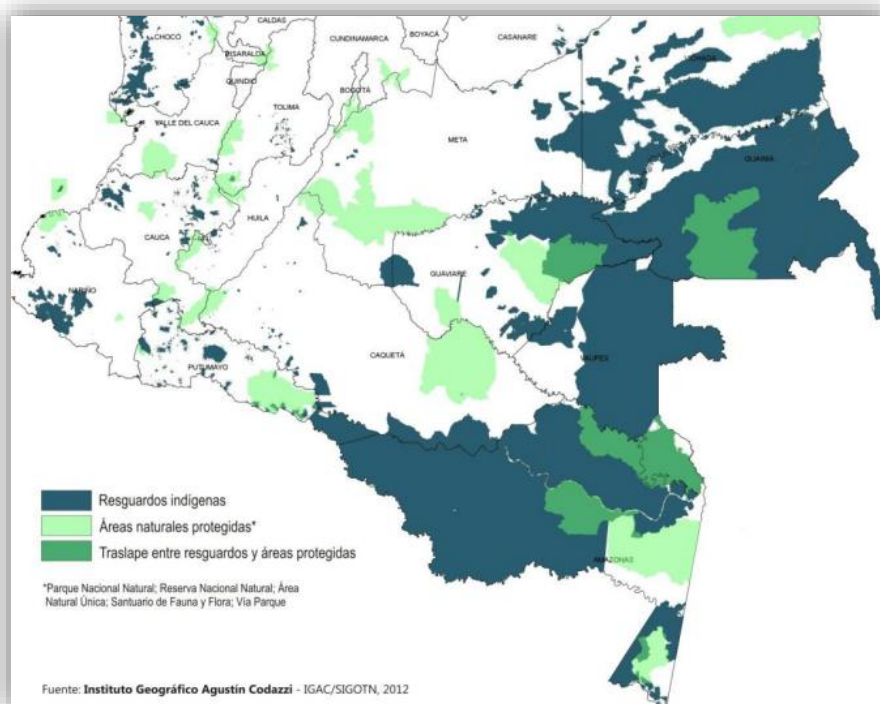 CALDAS
CHOCÓ
RISARALDA
CUNDINAMARCA
BOYACÁ
CASANARE
QUINDIO
BOGOTÁ
TOLIMA
VALLE DEL CAUCA
META
GUAINIA
HUILA
CAUCA
GUAVIARE
NARIÑO
CAQUETÁ
VAUPES
PUTUMAYO
AMAZONAS
Resguardos indígenas
Áreas naturales protegidas*
Traslape entre resguardos y áreas protegidas
*Parque Nacional Natural; Reserva Nacional Natural; Área
Natural Única; Santuario de Fauna y Flora; Vía Parque
Fuente: Instituto Geográfico Agustín Codazzi - IGAC/SIGOTN, 2012